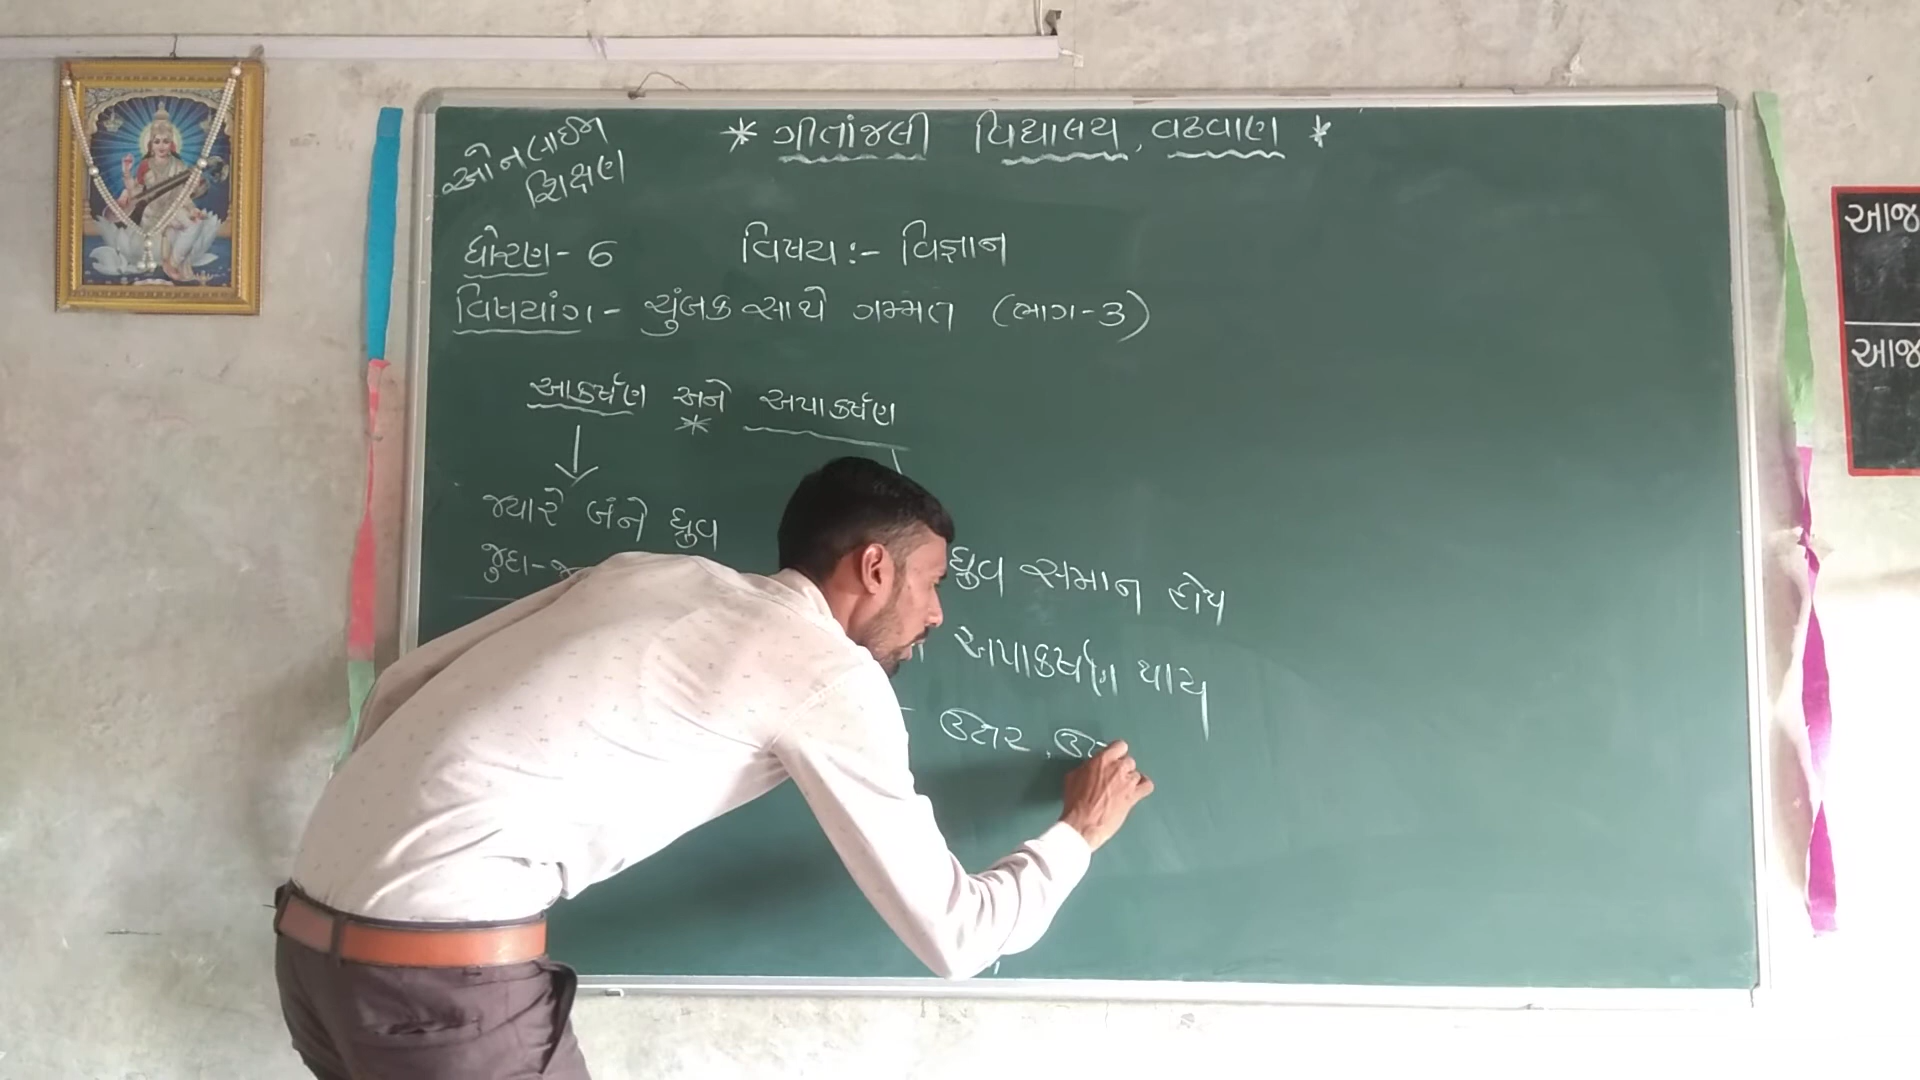 ઓનલાઈન
શિક્ષણ
* ગીતાંજલી વિદ્યાલય, વઢવાણ *
ધોરણ - 6 વિષય :- વિજ્ઞાન
વિષયાંગ - ચુંબક સાથે ગમ્મત (ભાગ-૩)
આકર્ષણ અને અપાકર્ષણ
*
જ્યારે બંને ધ્રુવ
જુદા-
ધ્રુવ સમાન હોય
અપાકર્ષણ થાય
ઉત્તર,
આજ
આજ